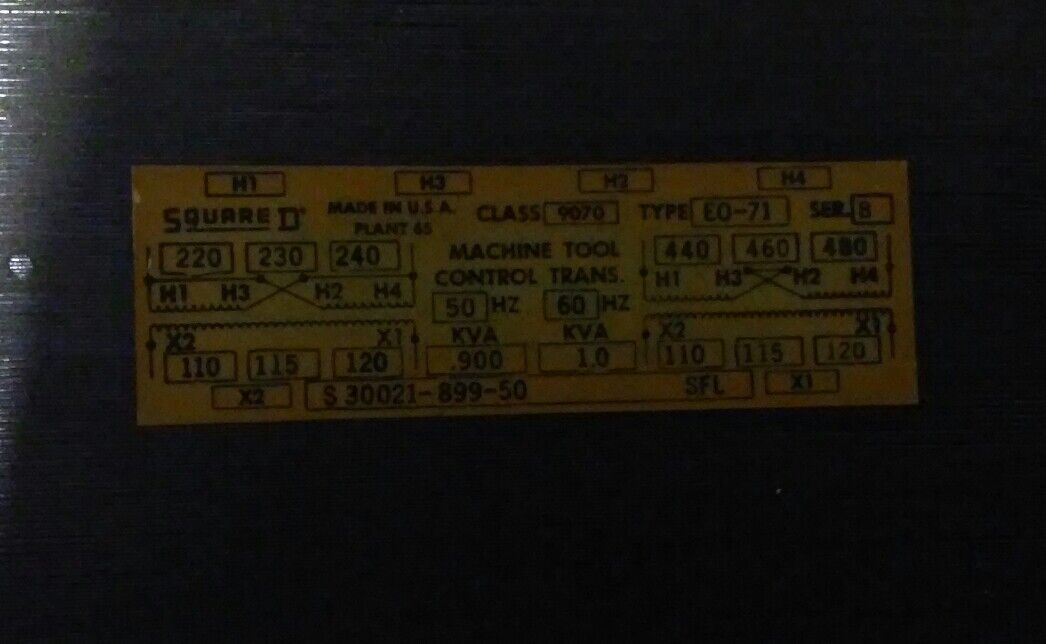 H1 H3 H2 H4
SQUARE D MADE IN U.S.A. PLANT 65 CLASS 9070 TYPE EO-71 SER. B
220 230 240 MACHINE TOOL 440 460 480
H1 H3 H2 H4 CONTROL TRANS. H1 H3 H2 H4
50 HZ 60 HZ
X2 X1 KVA KVA X2 X1
110 115 120 .900 1.0 110 115 120
X2 S 30021-899-50 SFL X1